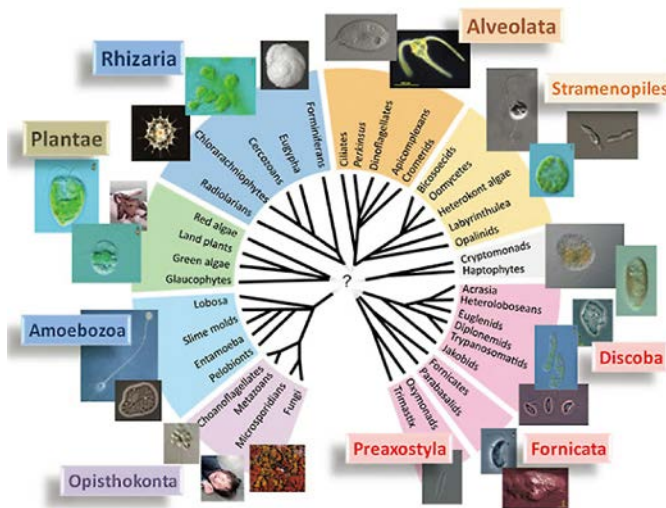 Alveolata
Rhizaria
Stramenopiles
Plantae
Amoebozoa
Discoba
Opisthokonta
Preaxostyla
Fornicata
Radiolarians
Chlorarachniophytes
Cercozoans
Euglypha
Forminiferans
Ciliates
Perkinsus
Dinoflagellates
Apicomplexans
Cromerids
Bicosoecids
Oomycetes
Heterokont algae
Labyrinthulea
Opalinids
Cryptomonads
Haptophytes
Acrasia
Heteroloboseans
Euglenids
Diplonemids
Trypanosomatids
Jakobids
Fornicates
Parabasalids
Oxymonads
Trimastix
Fungi
Microsporidians
Metazoans
Choanoflagellates
Pelobionts
Entamoeba
Slime molds
Lobosa
Glaucophytes
Green algae
Land plants
Red algae
?